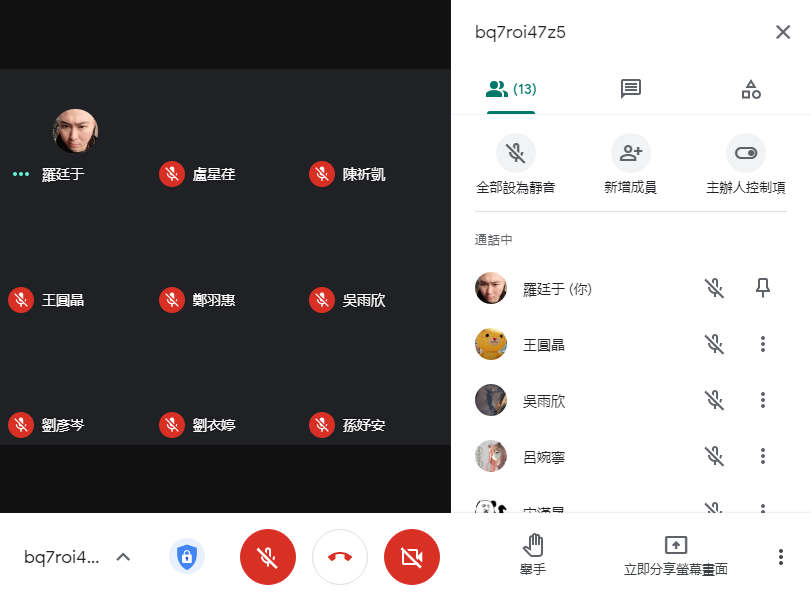 bq7roi47z5
(13)
全部設為靜音
新增成員
主辦人控制項
通話中
羅廷于 (你)
王圓晶
吳雨欣
呂婉寧
羅廷于
盧星荏
陳祈凱
王圓晶
鄭羽惠
吳雨欣
劉彥岑
劉衣婷
孫妤安
bq7roi4...
舉手
立即分享螢幕畫面